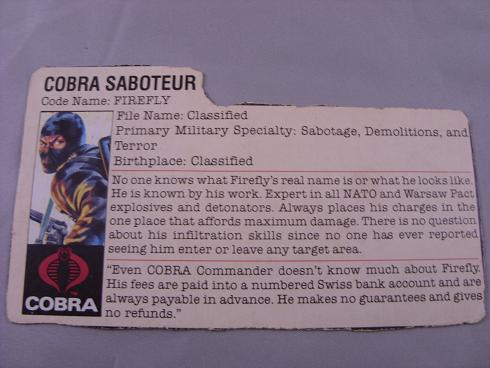 COBRA SABOTEUR
Code Name: FIREFLY
File Name: Classified
Primary Military Specialty: Sabotage, Demolitions, and
Terror
Birthplace: Classified
No one knows what Firefly's real name is or what he looks like.
He is known by his work. Expert in all NATO and Warsaw Pact
explosives and detonators. Always places his charges in the
one place that affords maximum damage. There is no question
about his infiltration skills since no one has ever reported
seeing him enter or leave any target area.
"Even COBRA Commander doesn't know much about Firefly.
His fees are paid into a numbered Swiss bank account and are
always payable in advance. He makes no guarantees and gives
no refunds."
COBRA